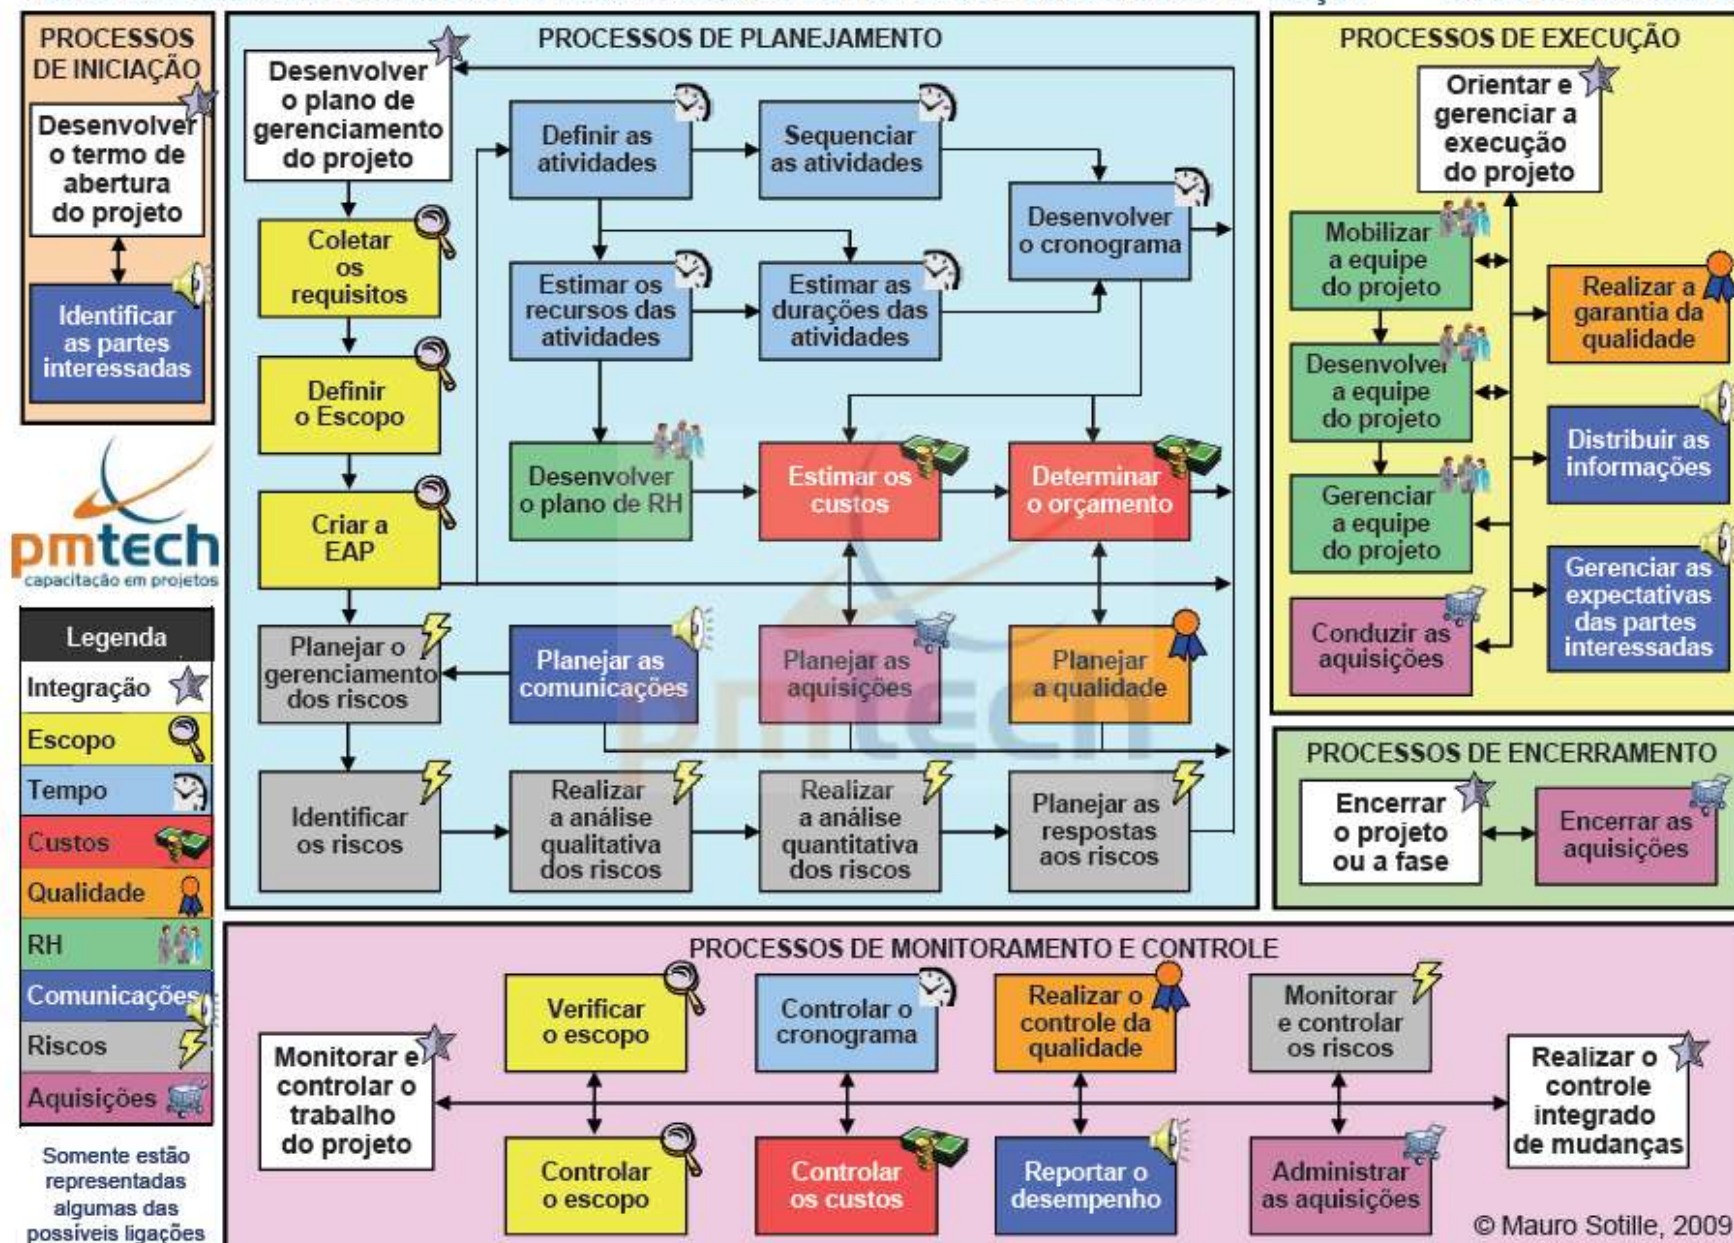 PROCESSOS
DE INICIAÇÃO
Desenvolver
o termo de
abertura
do projeto
Identificar
as partes
interessadas
pmtech
capacitação em projetos
Legenda
Integração
Escopo
Tempo
Custos
Qualidade
RH
Comunicações
Riscos
Aquisições
Somente estão
representadas
algumas das
possíveis ligações
PROCESSOS DE PLANEJAMENTO
Desenvolver
o plano de
gerenciamento
do projeto
Definir as
atividades
Sequenciar
as atividades
Desenvolver
o cronograma
Coletar
os
requisitos
Estimar os
recursos das
atividades
Estimar as
durações das
atividades
Definir
o Escopo
Desenvolver
o plano de RH
Estimar os
custos
Determinar
o orçamento
Criar a
EAP
Planejar o
gerenciamento
dos riscos
Planejar as
comunicações
Planejar as
aquisições
Planejar
a qualidade
pmtech
Identificar
os riscos
Realizar
a análise
qualitativa
dos riscos
Realizar
a análise
quantitativa
dos riscos
Planejar as
respostas
aos riscos
PROCESSOS DE EXECUÇÃO
Orientar e
gerenciar a
execução
do projeto
Mobilizar
a equipe
do projeto
Realizar a
garantia da
qualidade
Desenvolver
a equipe
do projeto
Distribuir as
informações
Gerenciar
a equipe
do projeto
Gerenciar as
expectativas
das partes
interessadas
Conduzir as
aquisições
PROCESSOS DE ENCERRAMENTO
Encerrar
o projeto
ou a fase
Encerrar as
aquisições
PROCESSOS DE MONITORAMENTO E CONTROLE
Monitorar e
controlar o
trabalho
do projeto
Verificar
o escopo
Controlar o
cronograma
Realizar o
controle da
qualidade
Monitorar
e controlar
os riscos
Realizar o
controle
integrado
de mudanças
Controlar
o escopo
Controlar
os custos
Reportar o
desempenho
Administrar
as aquisições
© Mauro Sotille, 2009